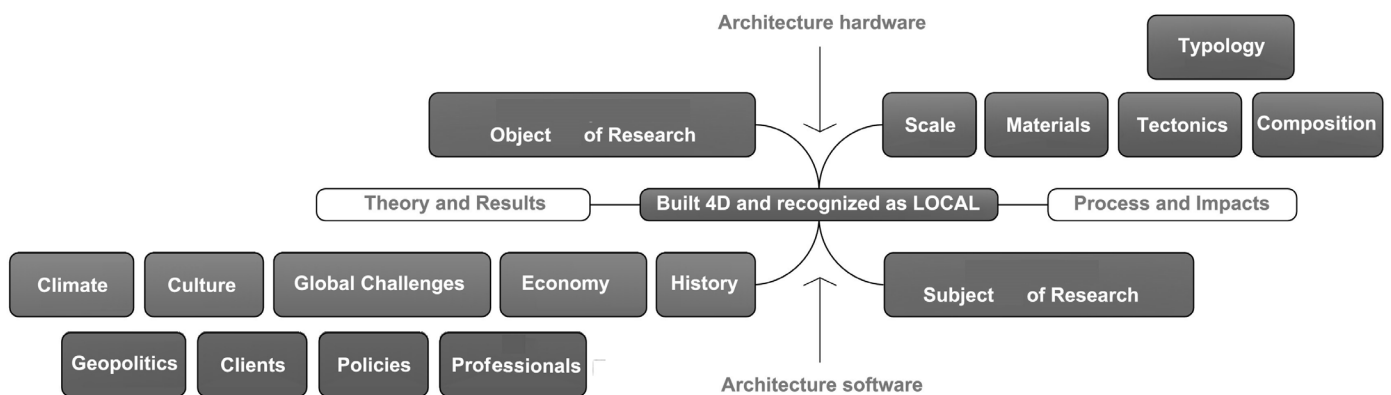 Architecture hardware
Typology
Object of Research
Scale
Materials
Tectonics
Composition
Theory and Results
Built 4D and recognized as LOCAL
Process and Impacts
Climate
Culture
Global Challenges
Economy
History
Subject of Research
Geopolitics
Clients
Policies
Professionals
Architecture software